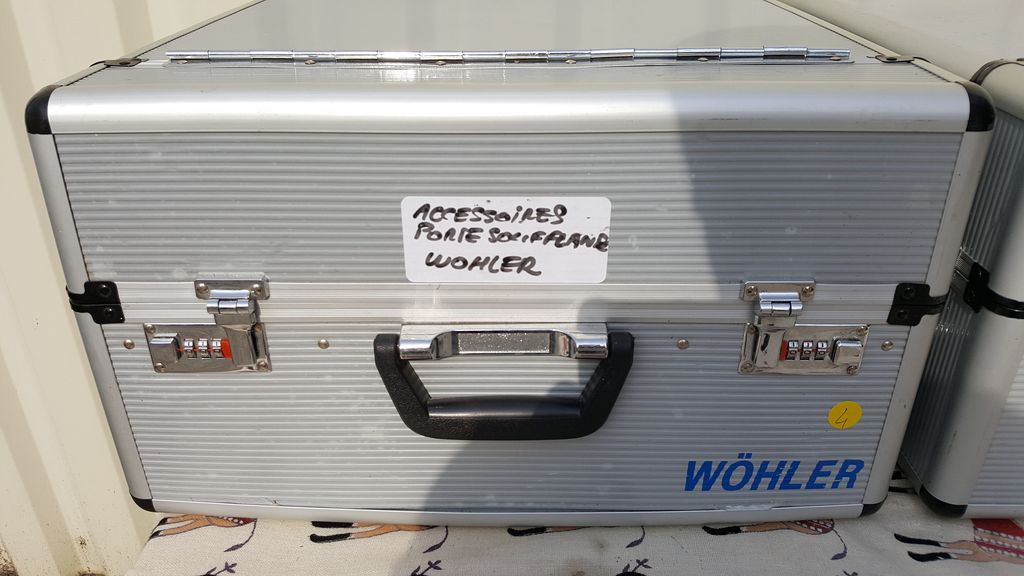 ACCESSOIRES
PORTE SOUFFLANTE
WOHLER
4
WÖHLER